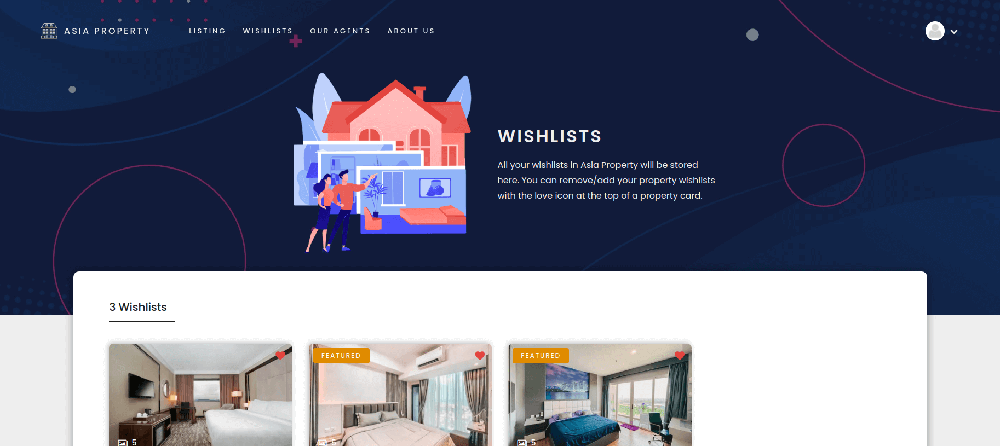 ASIA PROPERTY
LISTING WISHLISTS OUR AGENTS ABOUT US
WISHLISTS
All your wishlists in Asia Property will be stored
here. You can remove/add your property wishlists
with the love icon at the top of a property card.
3 Wishlists
FEATURED FEATURED
5 5 5